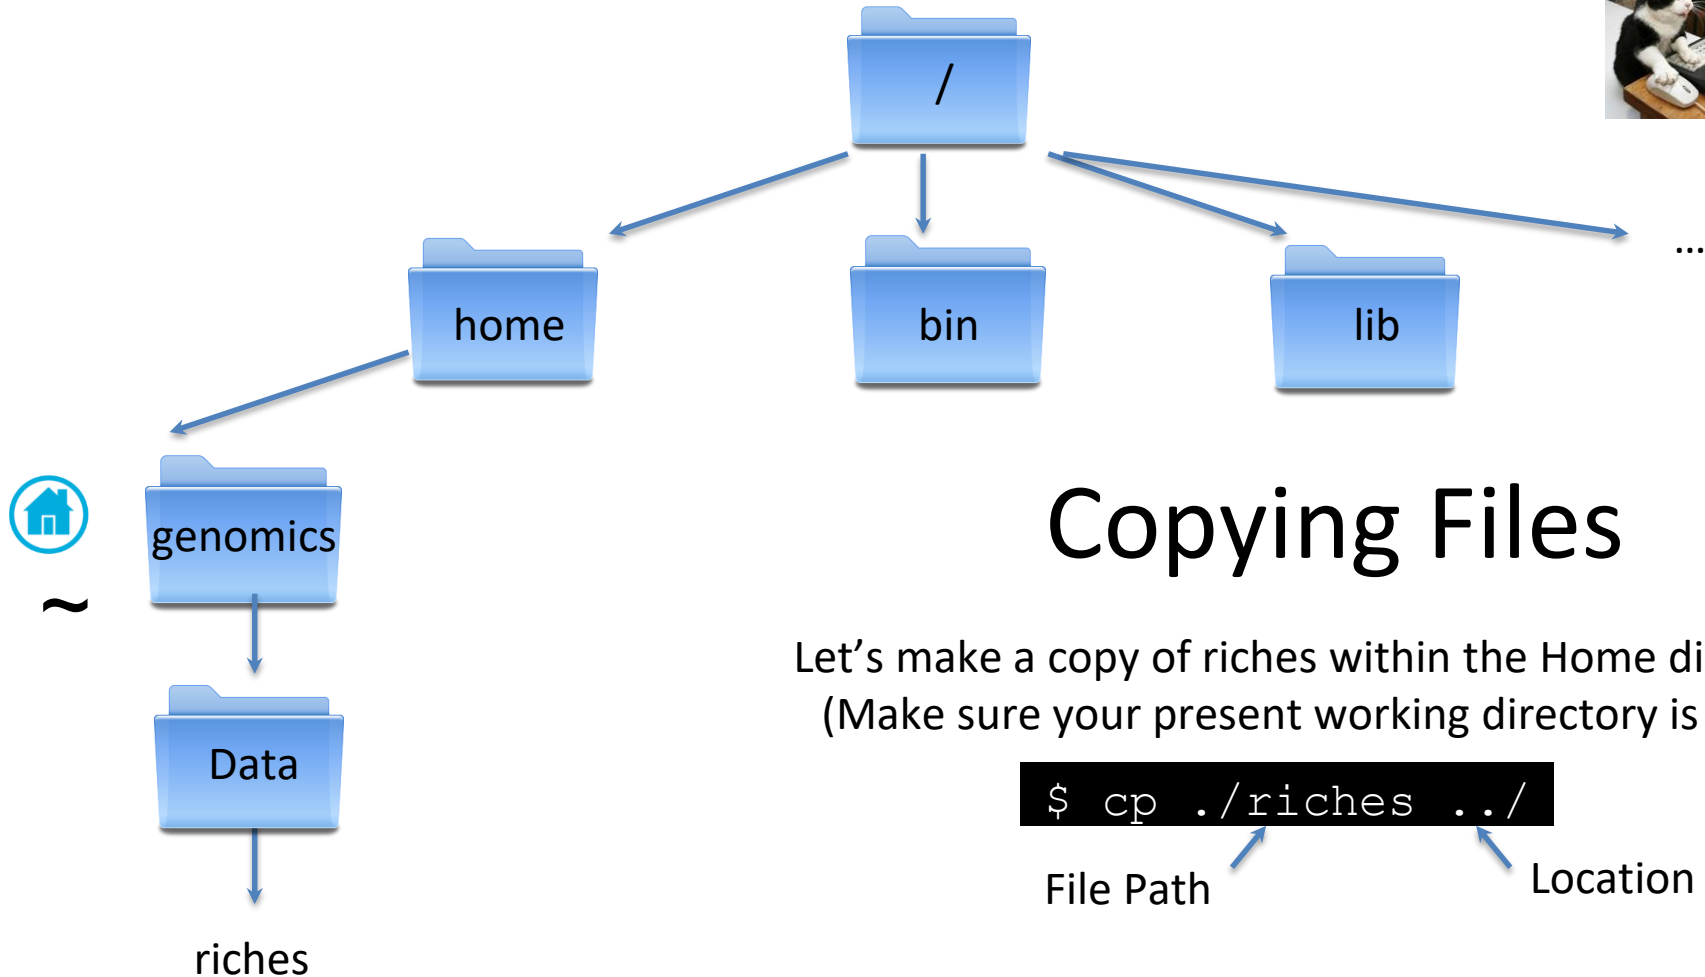 /
home
bin
lib
...
genomics
~
Data
riches
Copying Files
Let’s make a copy of riches within the Home
(Make sure your present working directory is
$ cp ./riches ../
File Path
Location